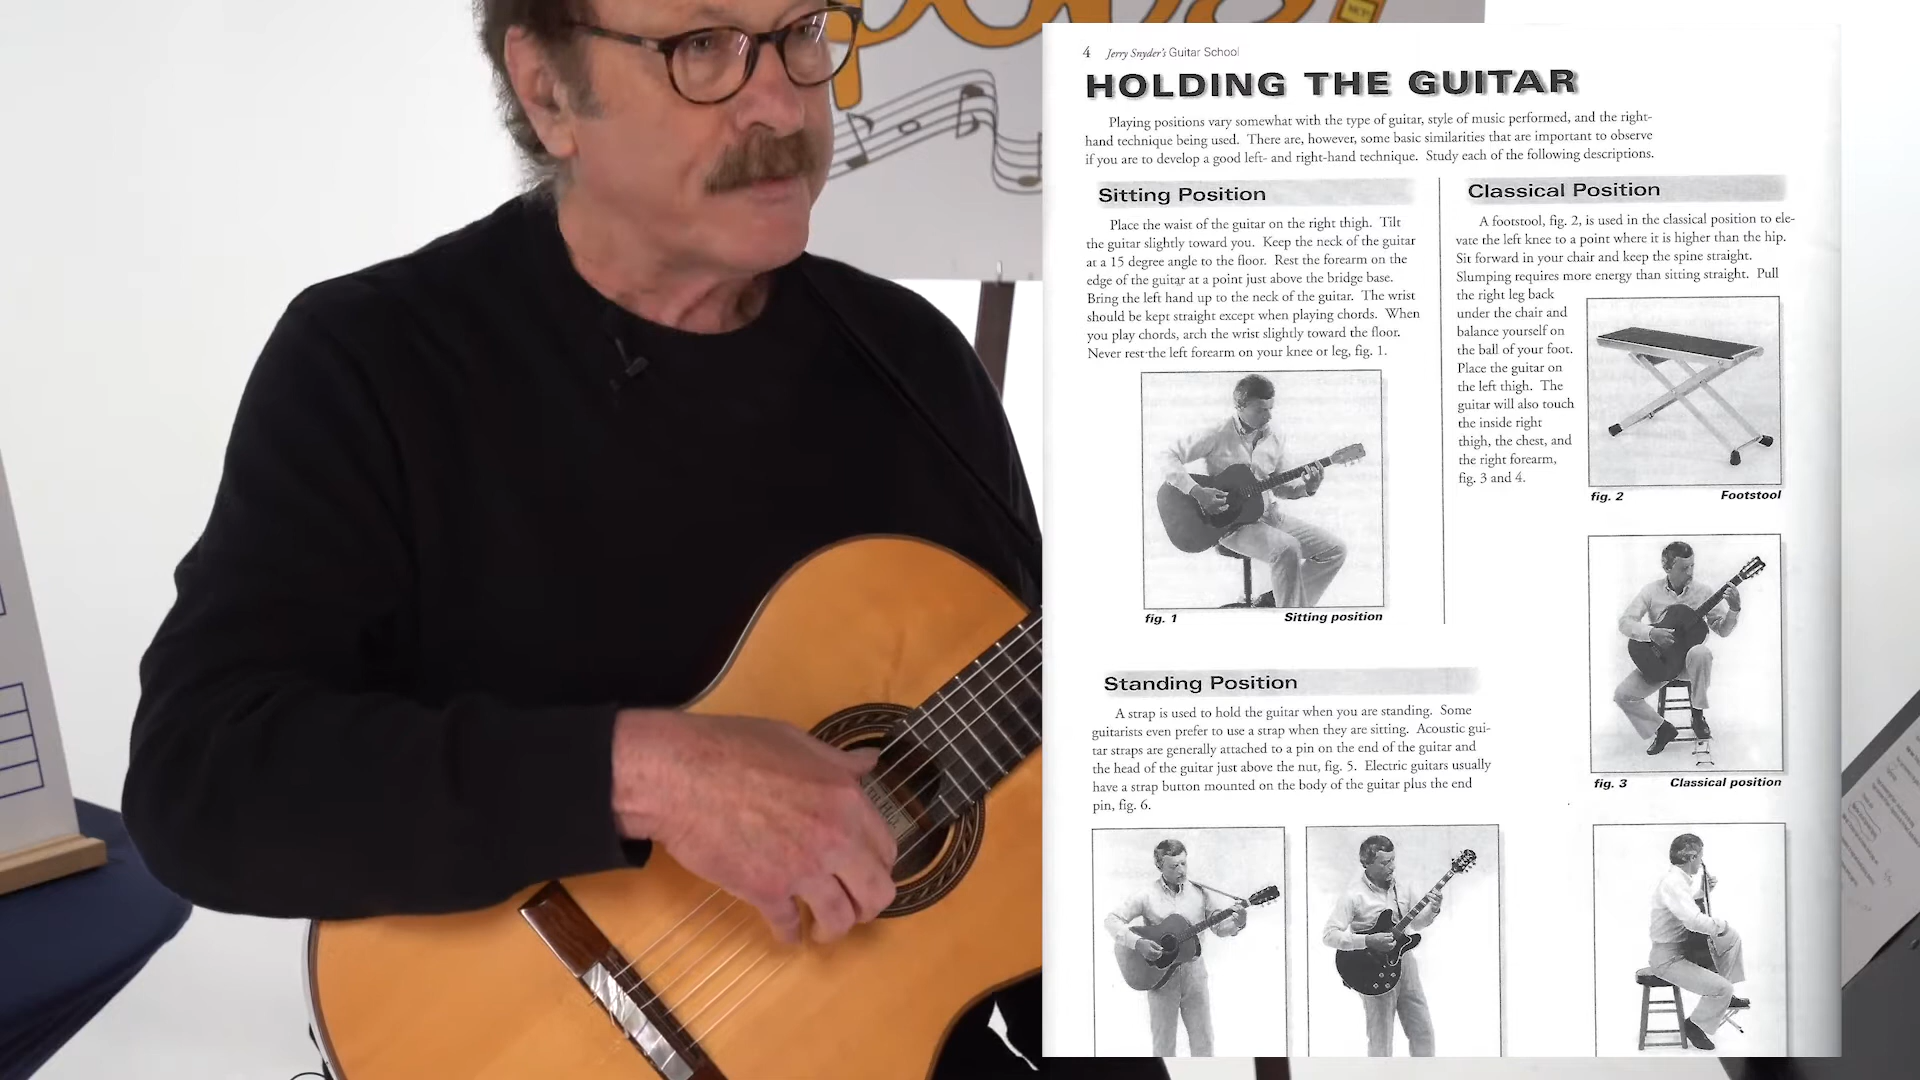 4 Jerry Snyder's Guitar School
HOLDING THE GUITAR
Playing positions vary somewhat with the type of guitar, style of music performed, and the right-
hand technique being used. There are, however, some basic similarities that are important to observe
if you are to develop a good left- and right-hand technique. Study each of the following descriptions.
Sitting Position
Place the waist of the guitar on the right thigh. Tilt
the guitar slightly toward you. Keep the neck of the guitar
at a 15 degree angle to the floor. Rest the forearm on the
edge of the guitar at a point just above the bridge base.
Bring the left hand up to the neck of the guitar. The wrist
should be kept straight except when playing chords. When
you play chords, arch the wrist slightly toward the floor.
Never rest the left forearm on your knee or leg, fig. 1.
fig. 1 Sitting position
Classical Position
A footstool, fig. 2, is used in the classical position to ele-
vate the left knee to a point where it is higher than the hip.
Sit forward in your chair and keep the spine straight.
Slumping requires more energy than sitting straight. Pull
the right leg back
under the chair and
balance yourself on
the ball of your foot.
Place the guitar on
the left thigh. The
guitar will also touch
the inside right
thigh, the chest, and
the right forearm,
fig. 3 and 4.
fig. 2 Footstool
fig. 3 Classical position
Standing Position
A strap is used to hold the guitar when you are standing. Some
guitarists even prefer to use a strap when they are sitting. Acoustic gui-
tar straps are generally attached to a pin on the end of the guitar and
the head of the guitar just above the nut, fig. 5. Electric guitars usually
have a strap button mounted on the body of the guitar plus the end
pin, fig. 6.